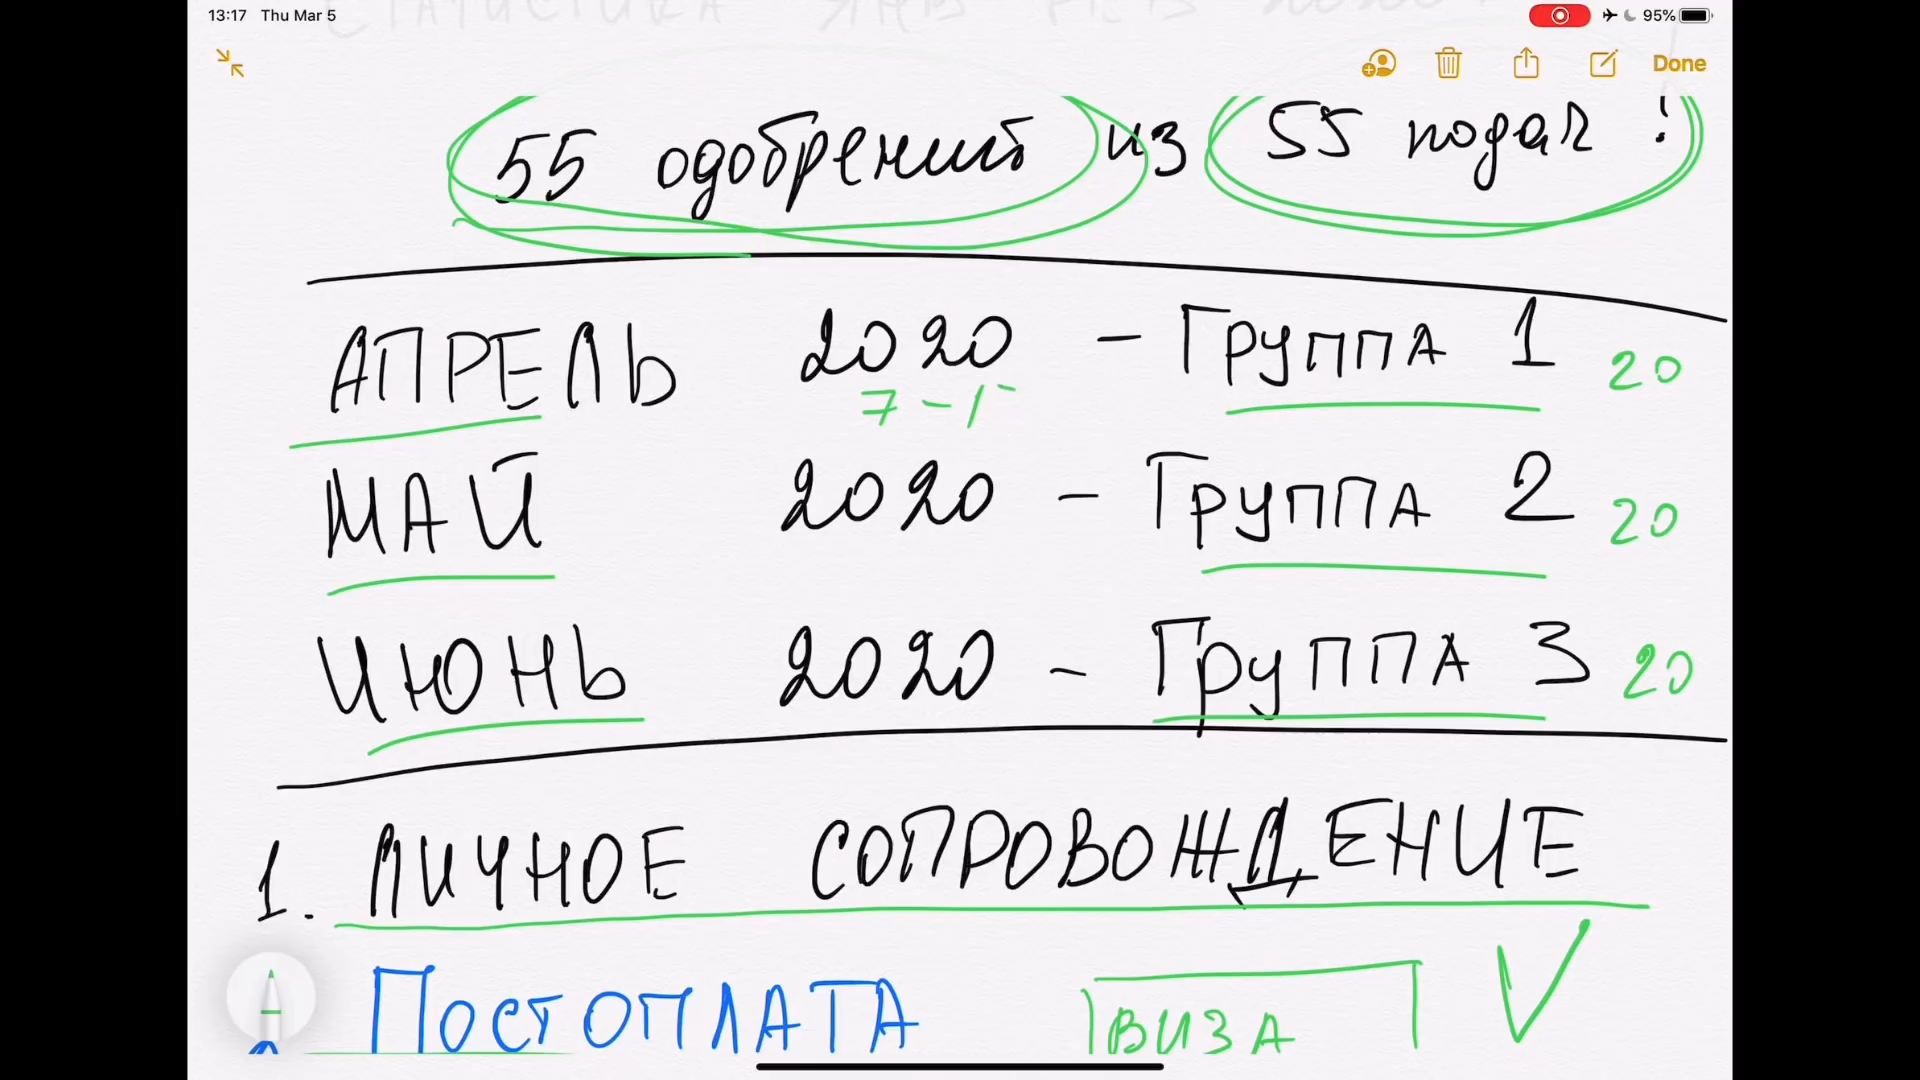 13:17 Thu Mar 5
95%
Done
55 одобрений из 55 подач !
АПРЕЛЬ 2020 - Группа 1 20
7 - 1
МАЙ 2020 - Группа 2 20
ИЮНЬ 2020 - Группа 3 20
1. ЛИЧНОЕ СОПРОВОЖДЕНИЕ
ПОСТОПЛАТА ВИЗА